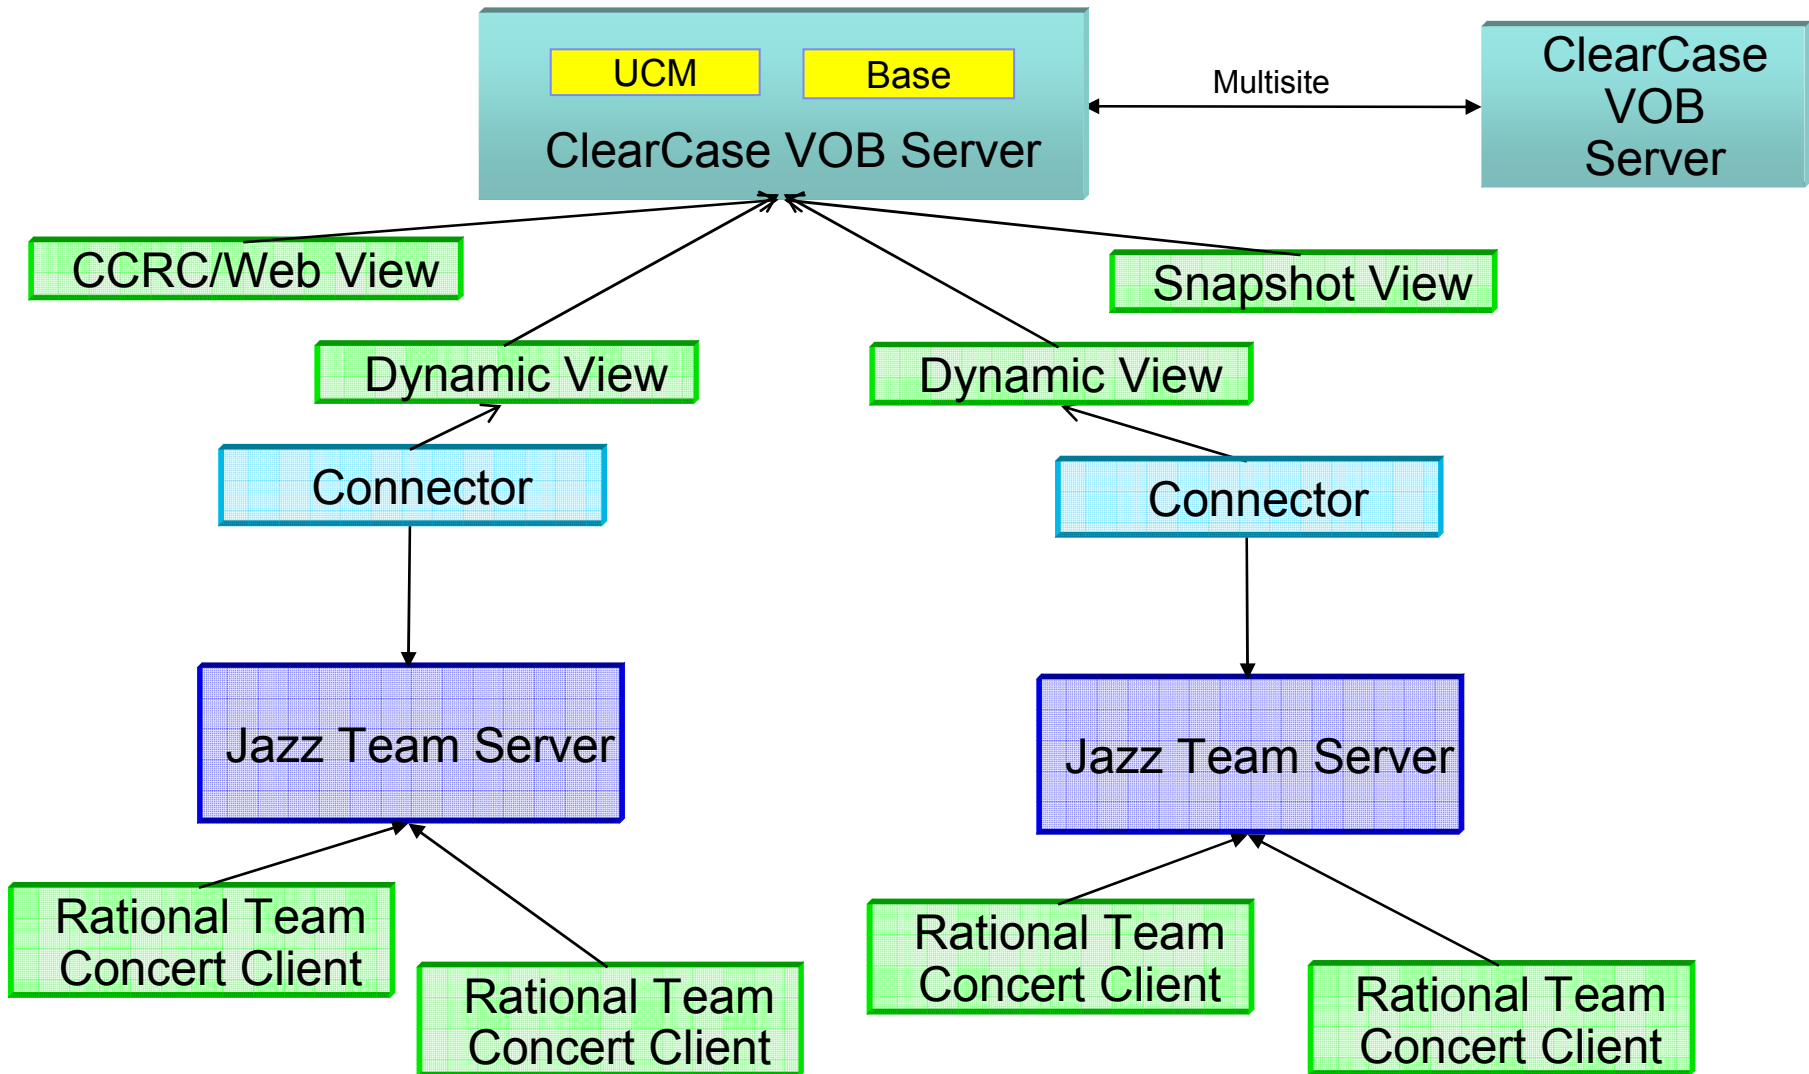 UCM
Base
ClearCase VOB Server
Multisite
ClearCase
VOB
Server
CCRC/Web View
Snapshot View
Dynamic View
Dynamic View
Connector
Connector
Jazz Team Server
Jazz Team Server
Rational Team
Concert Client
Rational Team
Concert Client
Rational Team
Concert Client
Rational Team
Concert Client